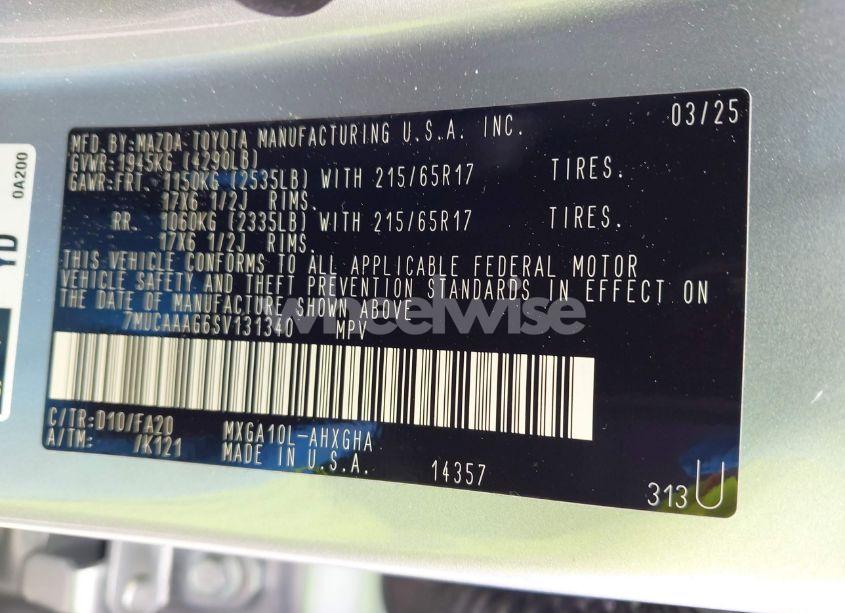 0A200
YD
03/25
MFD.BY:MAZDA TOYOTA MANUFACTURING U.S.A. INC.
GVWR:1945KG (4290LB)
GAWR:FRT. 1150KG (2535LB) WITH 215/65R17 TIRES.
17X6 1/2J RIMS.
RR. 1060KG (2335LB) WITH 215/65R17 TIRES.
17X6 1/2J RIMS.
THIS VEHICLE CONFORMS TO ALL APPLICABLE FEDERAL MOTOR
VEHICLE SAFETY AND THEFT PREVENTION STANDARDS IN EFFECT ON
THE DATE OF MANUFACTURE SHOWN ABOVE
7MUCAAAG6SV131340 MPV
wheelwise
C/TR:D10/FA20 MXGA10L-AHXGHA
A/TM: /K121 MADE IN U.S.A.
14357
313U